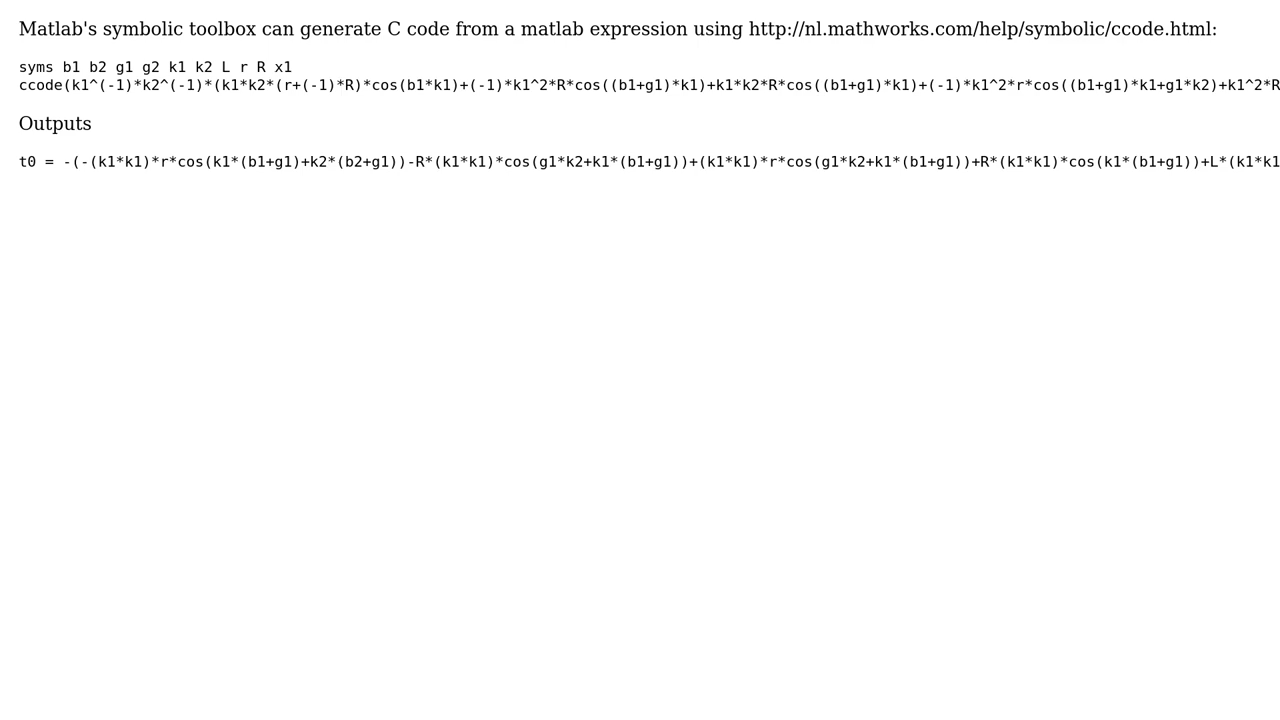 Matlab's symbolic toolbox can generate C code from a matlab expression using http://nl.mathworks.com/help/symbolic/ccode.html:
syms b1 b2 g1 g2 k1 k2 L r R x1
ccode(k1^(-1)*k2^(-1)*(k1*k2*(r+(-1)*R)*cos(b1*k1)+(-1)*k1^2*R*cos((b1+g1)*k1)+k1*k2*R*cos((b1+g1)*k1)+(-1)*k1^2*r*cos((b1+g1)*k1+g1*k2)+k1^2*R
Outputs
t0 = -(-(k1*k1)*r*cos(k1*(b1+g1)+k2*(b2+g1))-R*(k1*k1)*cos(g1*k2+k1*(b1+g1))+(k1*k1)*r*cos(g1*k2+k1*(b1+g1))+R*(k1*k1)*cos(k1*(b1+g1))+L*(k1*k1